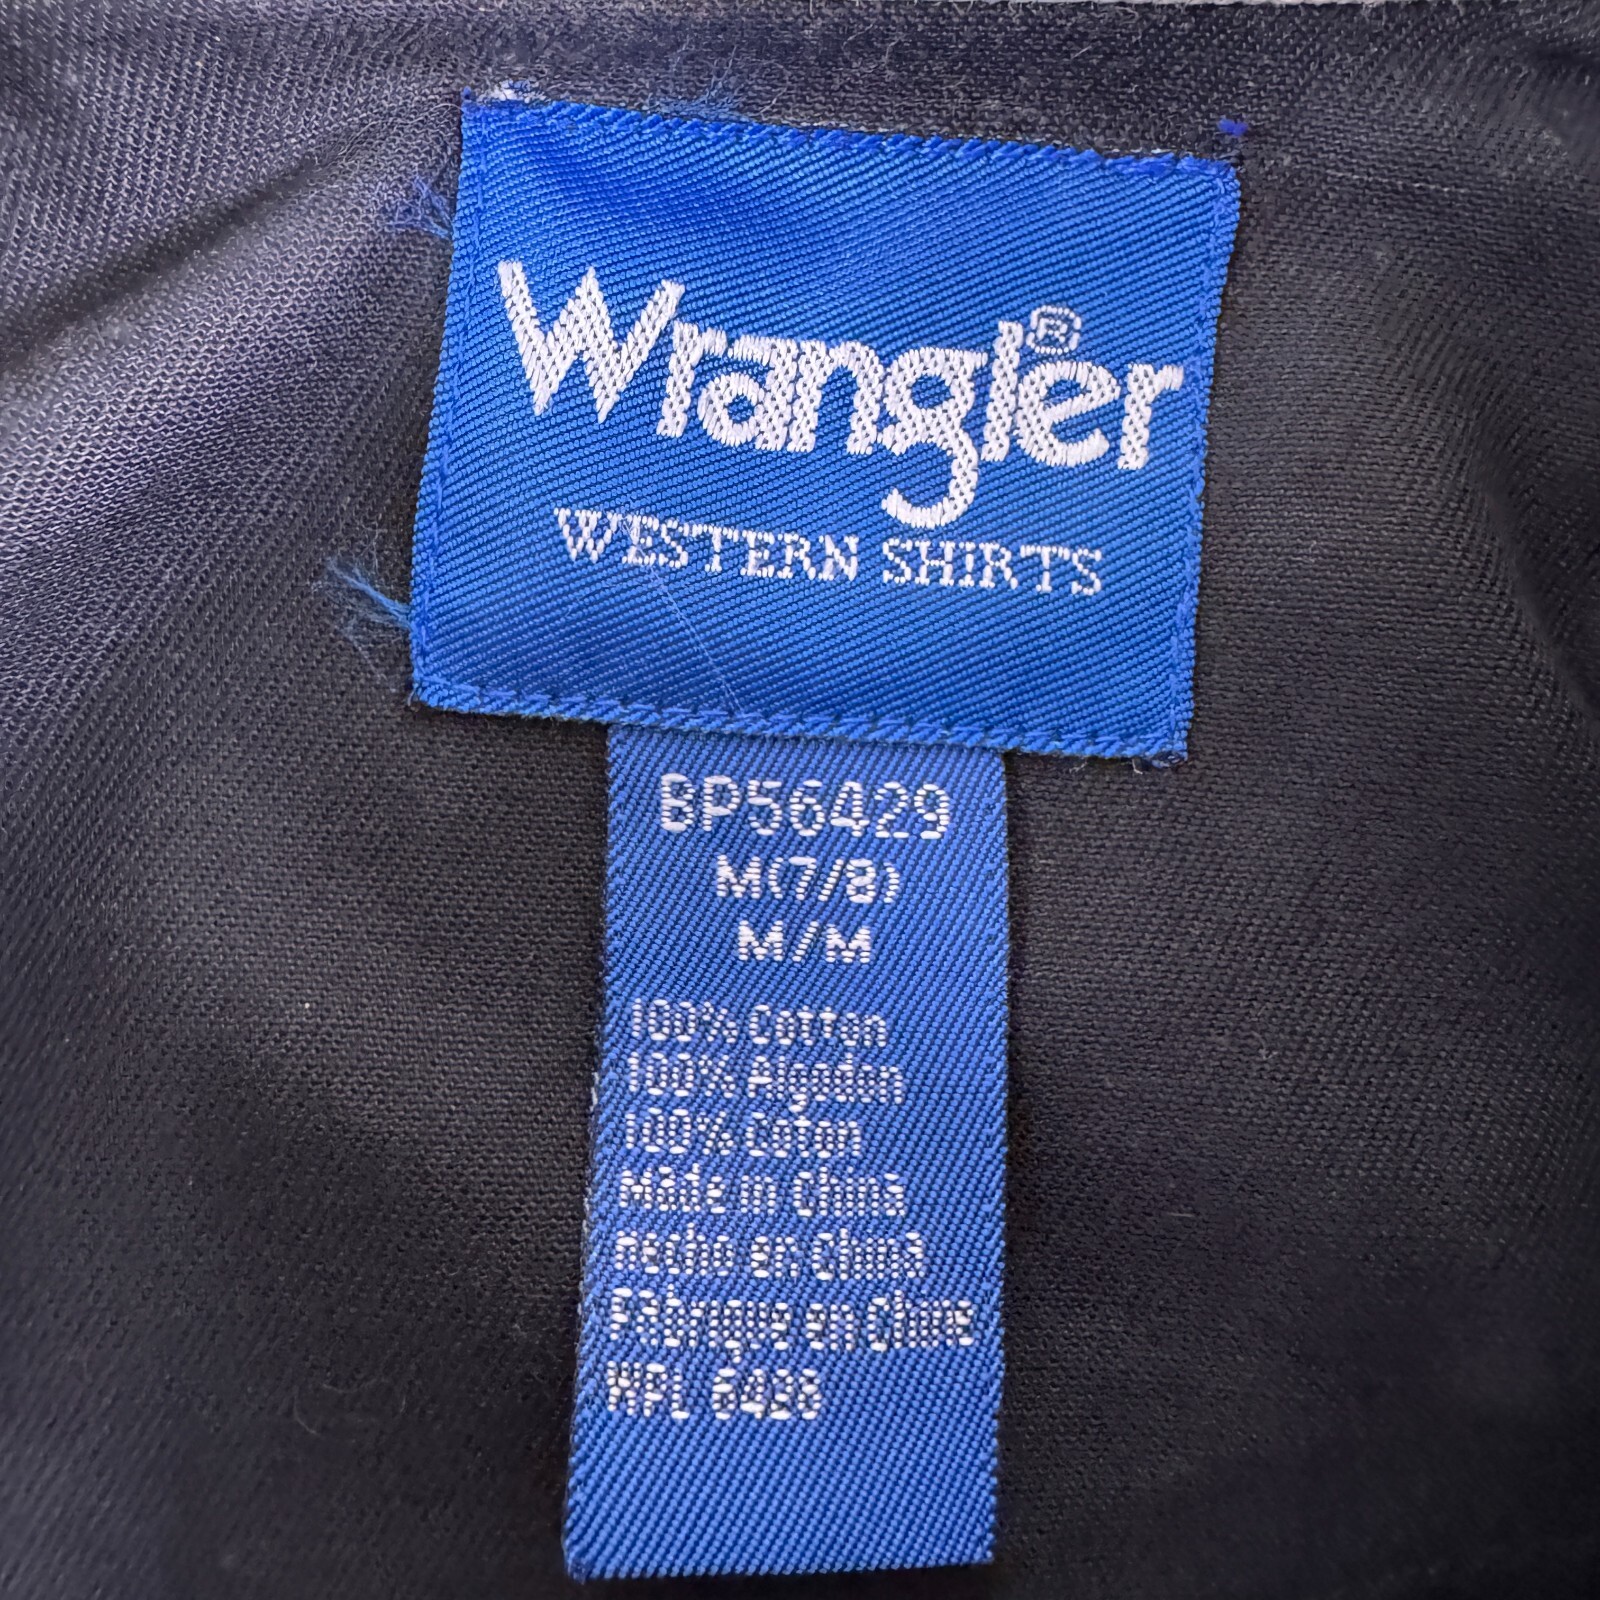 Wrangler®
WESTERN SHIRTS
BP56429
M(7/8)
M/M
100% Cotton
100% Algodon
100% Coton
Made in China
hecho en China
Fabrique en Chine
WPL 6428